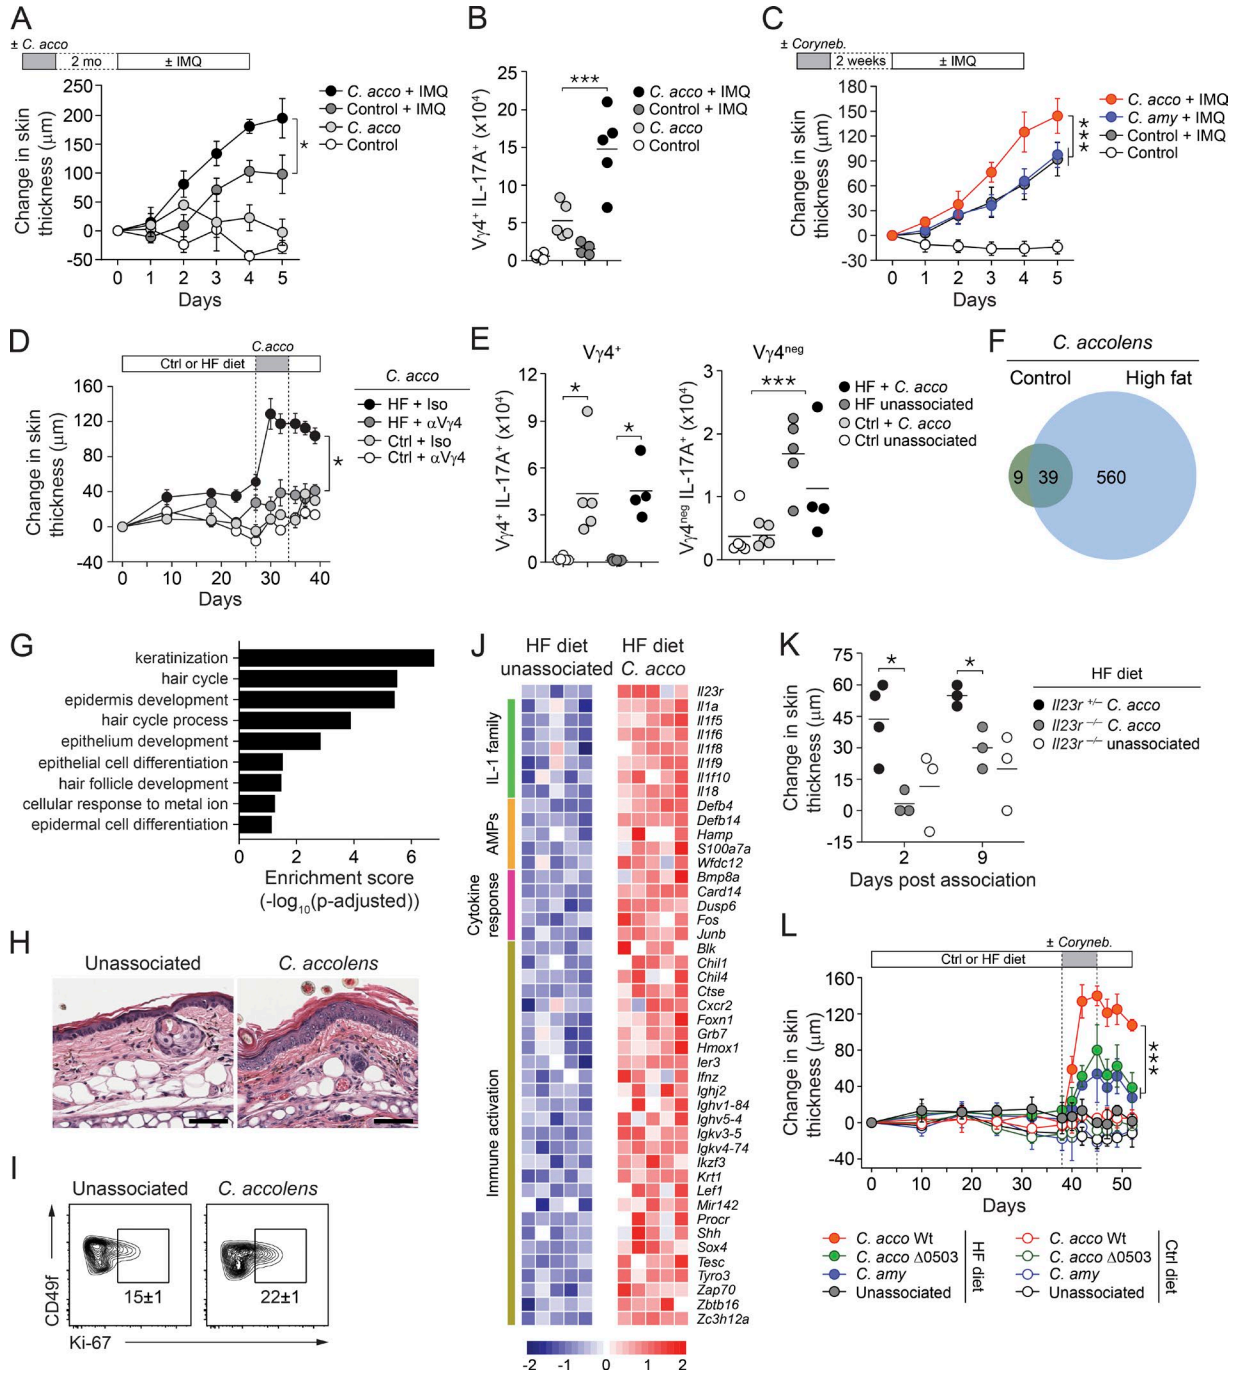 A
± C. acco
2 mo
± IMQ
Change in skin
thickness (μm)
250
200
150
100
50
0
-50
0 1 2 3 4 5
Days
C. acco + IMQ
Control + IMQ
C. acco
Control
*
B
Vγ4⁺ IL-17A⁺ (x10⁴)
25
20
15
10
5
0
***
C. acco + IMQ
Control + IMQ
C. acco
Control
C
± Coryneb.
2 weeks
± IMQ
Change in skin
thickness (μm)
180
150
120
90
60
30
0
-30
0 1 2 3 4 5
Days
C. acco + IMQ
C. amy + IMQ
Control + IMQ
Control
***
D
C.acco
Ctrl or HF diet
Change in skin
thickness (μm)
160
120
80
40
0
-40
0 10 20 30 40
Days
C. acco
HF + Iso
HF + αVγ4
Ctrl + Iso
Ctrl + αVγ4
*
E
Vγ4⁺
Vγ4⁺ IL-17A⁺ (x10⁴)
12
9
6
3
0
*
*
Vγ4ⁿᵉᵍ
Vγ4ⁿᵉᵍ IL-17A⁺ (x10⁴)
3
2
1
0
***
HF + C. acco
HF unassociated
Ctrl + C. acco
Ctrl unassociated
F
C. accolens
Control High fat
9 39 560
G
keratinization
hair cycle
epidermis development
hair cycle process
epithelium development
epithelial cell differentiation
hair follicle development
cellular response to metal ion
epidermal cell differentiation
0 2 4 6
Enrichment score
(-log₁₀(p-adjusted))
H
Unassociated C. accolens
I
Unassociated C. accolens
15±1 22±1
CD49f
Ki-67
J
HF diet
unassociated
HF diet
C. acco
IL-1 family
AMPs
Cytokine
response
Immune activation
Il23r
Il1a
Il1f5
Il1f6
Il1f8
Il1f9
Il1f10
Il18
Defb4
Defb14
Hamp
S100a7a
Wfdc12
Bmp8a
Card14
Dusp6
Fos
Junb
Blk
Chil1
Chil4
Ctse
Cxcr2
Foxn1
Grb7
Hmox1
Ier3
Ifnz
Ighj2
Ighv1-84
Ighv5-4
Igkv3-5
Igkv4-74
Ikzf3
Krt1
Lef1
Mir142
Procr
Shh
Sox4
Tesc
Tyro3
Zap70
Zbtb16
Zc3h12a
-2 -1 0 1 2
K
Change in skin
thickness (μm)
75
60
45
30
15
0
-15
* *
2 9
Days post association
HF diet
Il23r ⁺/⁻ C. acco
Il23r ⁻/⁻ C. acco
Il23r ⁻/⁻ unassociated
L
± Coryneb.
Ctrl or HF diet
Change in skin
thickness (μm)
160
120
80
40
0
-40
0 10 20 30 40 50
Days
***
C. acco Wt
C. acco Δ0503
C. amy
Unassociated
HF diet
C. acco Wt
C. acco Δ0503
C. amy
Unassociated
Ctrl diet